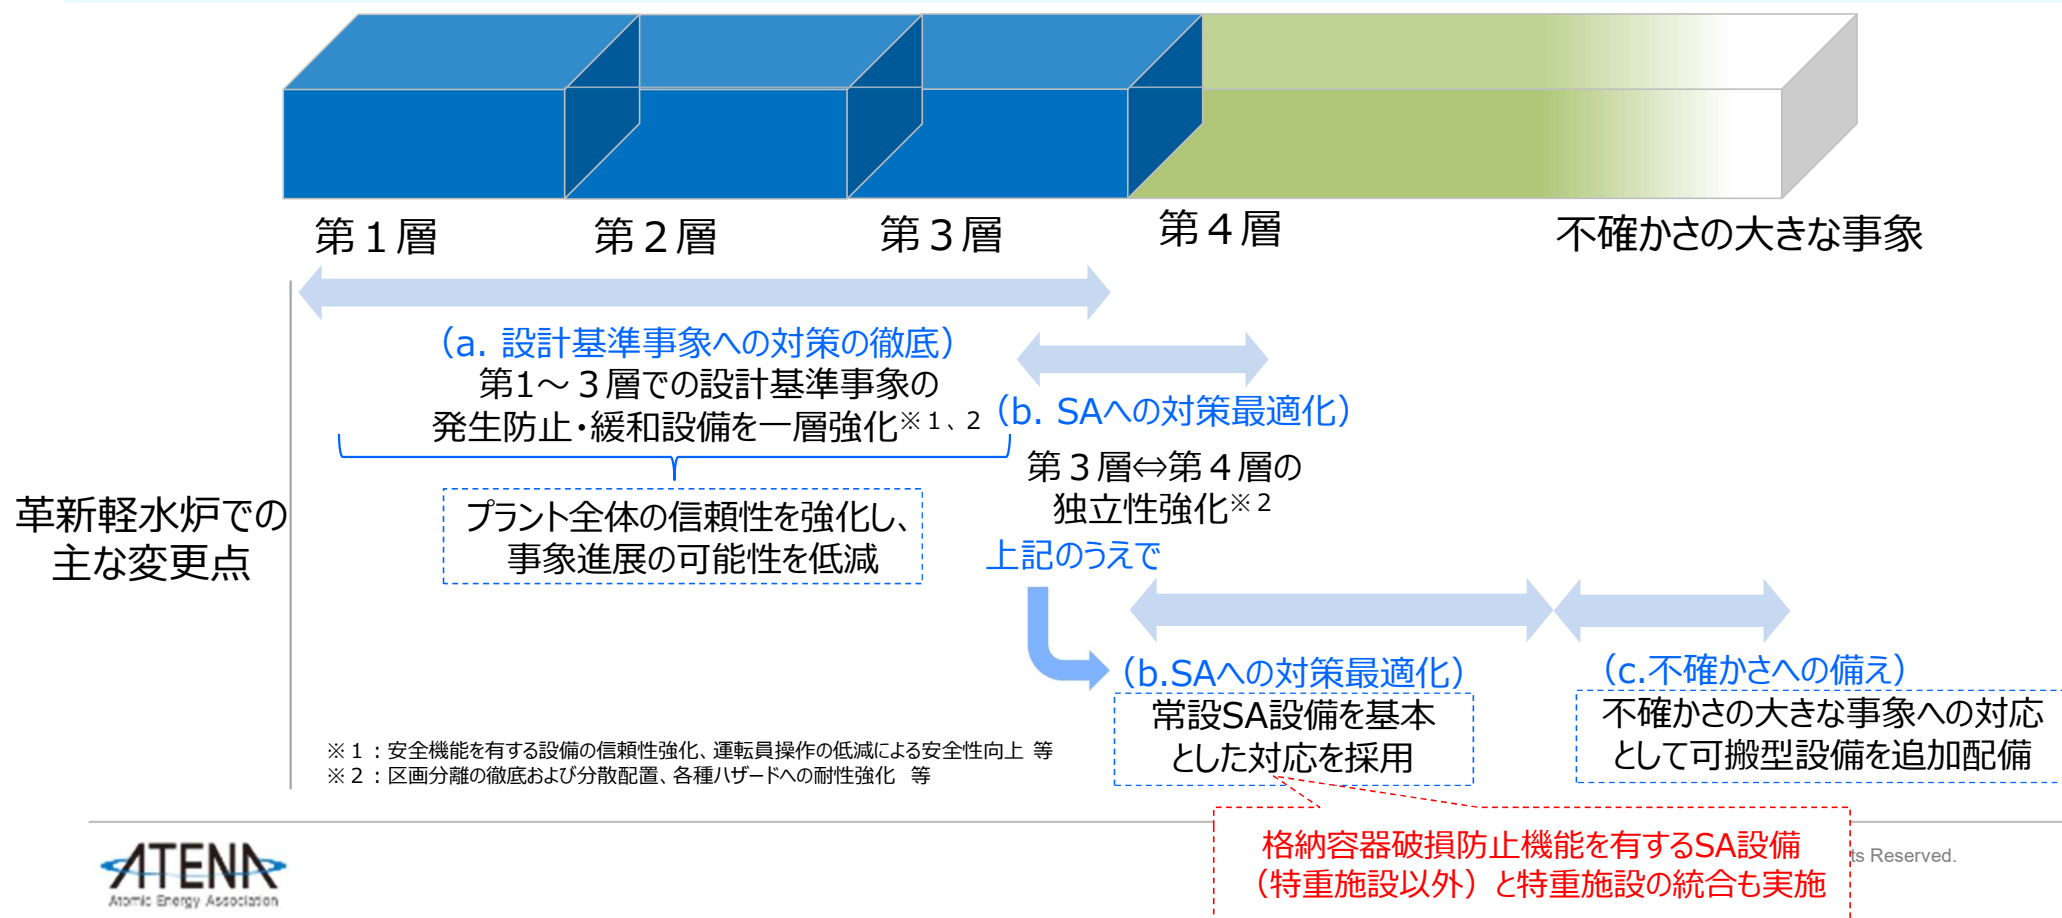 第１層
第２層
第３層
第４層
不確かさの大きな事象
（a. 設計基準事象への対策の徹底）
第1～３層での設計基準事象の
発生防止・緩和設備を一層強化※１、２
プラント全体の信頼性を強化し、
事象進展の可能性を低減
（b. SAへの対策最適化）
第３層⇔第４層の
独立性強化※２
上記のうえで
革新軽水炉での
主な変更点
（b.SAへの対策最適化）
常設SA設備を基本
とした対応を採用
（c.不確かさへの備え）
不確かさの大きな事象への対応
として可搬型設備を追加配備
※１：安全機能を有する設備の信頼性強化、運転員操作の低減による安全性向上 等
※２：区画分離の徹底および分散配置、各種ハザードへの耐性強化 等
格納容器破損防止機能を有するSA設備
（特重施設以外）と特重施設の統合も実施
ATENA
Atomic Energy Association
ts Reserved.